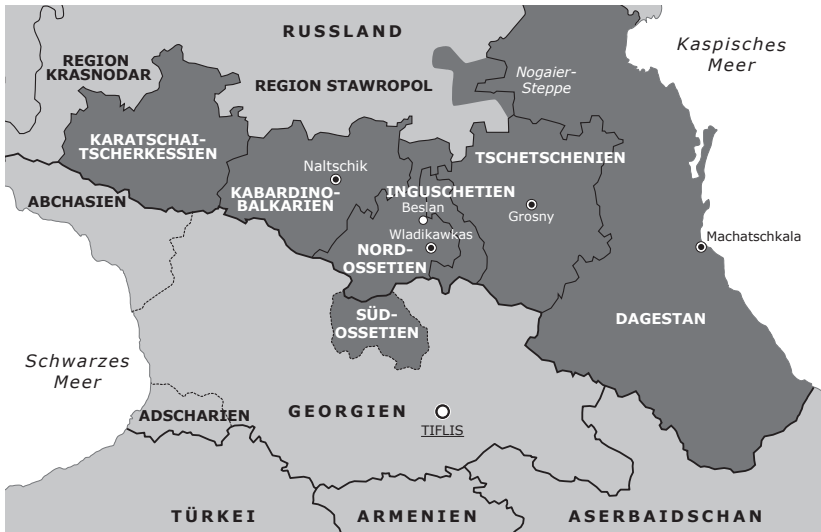 RUSSLAND
Kaspisches
Meer
REGION
KRASNODAR
REGION STAWROPOL
Nogaier-
Steppe
KARATSCHAI-
TSCHERKESSIEN
TSCHETSCHENIEN
Naltschik
KABARDINO-
BALKARIEN
INGUSCHETIEN
Beslan
Grosny
ABCHASIEN
Wladikawkas
Machatschkala
NORD-
OSSETIEN
SÜD-
OSSETIEN
DAGESTAN
Schwarzes
Meer
ADSCHARIEN
GEORGIEN
TIFLIS
TÜRKEI
ARMENIEN
ASERBAIDSCHAN